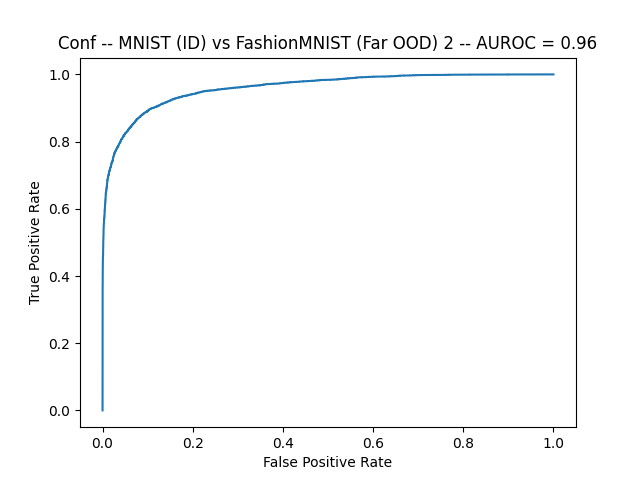 Conf -- MNIST (ID) vs FashionMNIST (Far OOD) 2 -- AUROC = 0.96
1.0
0.8
0.6
0.4
0.2
0.0
True Positive Rate
0.0 0.2 0.4 0.6 0.8 1.0
False Positive Rate